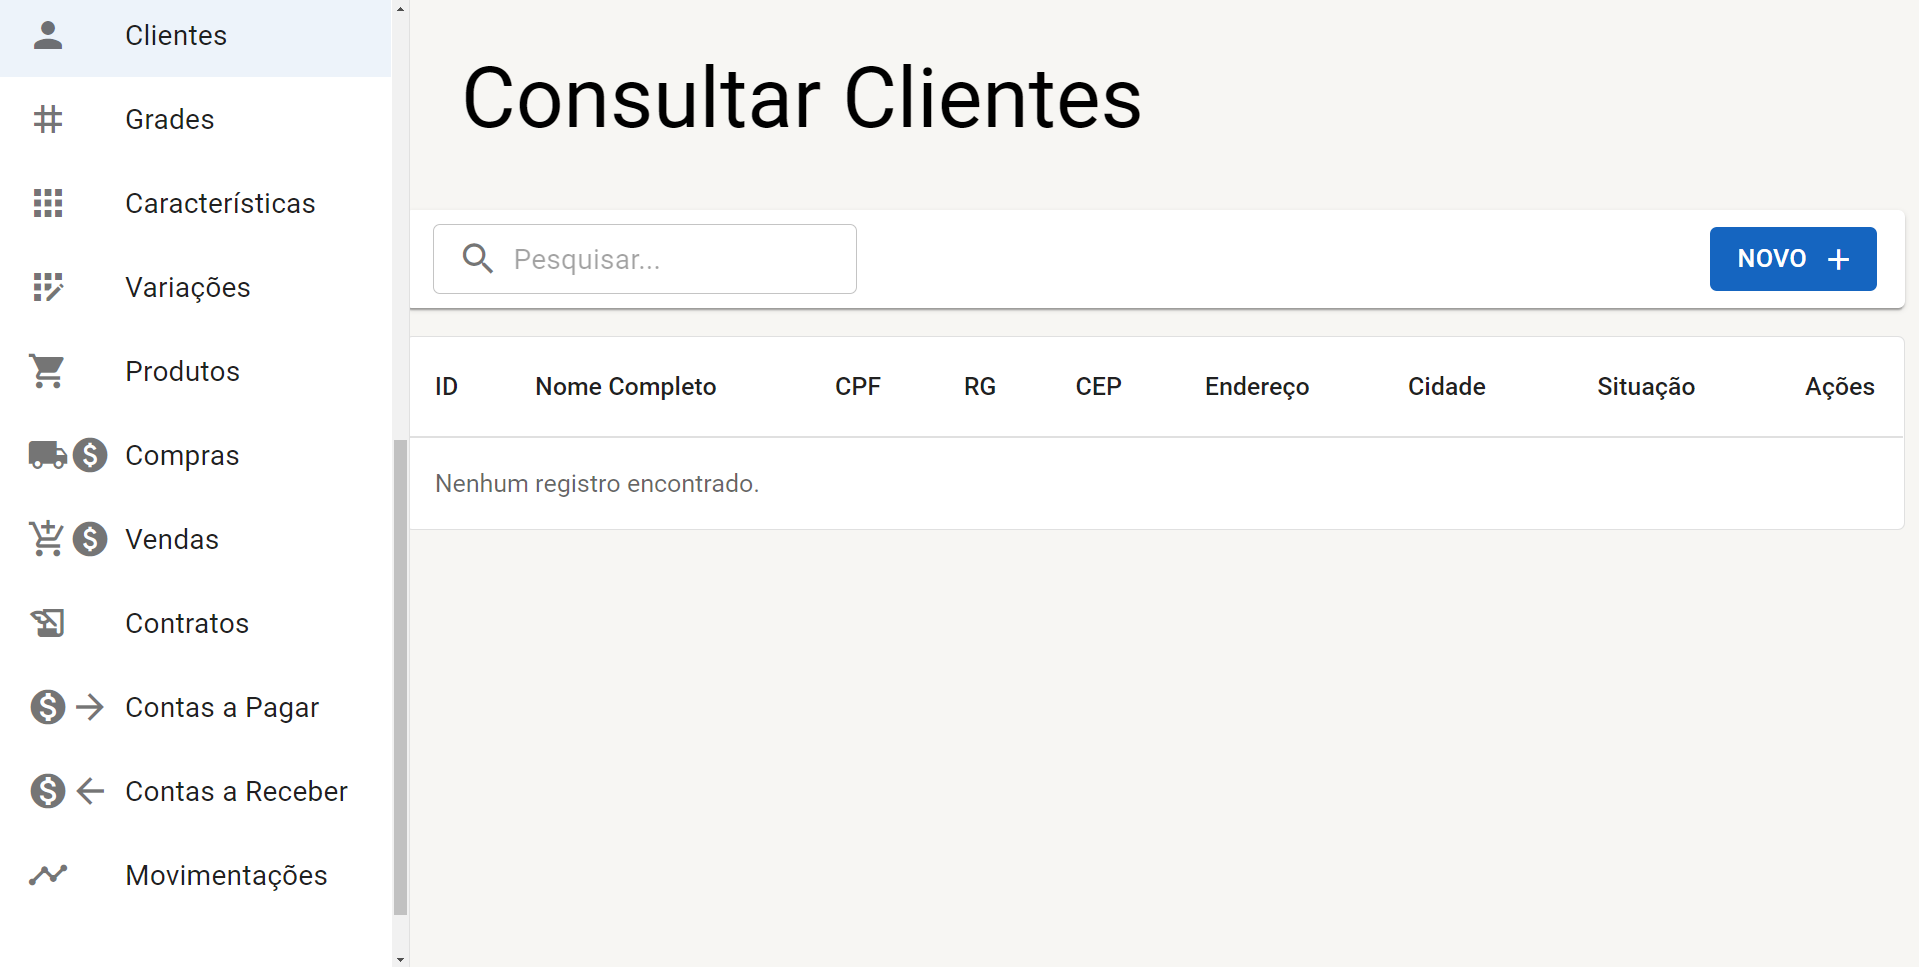 Clientes
Grades
Características
Variações
Produtos
Compras
Vendas
Contratos
Contas a Pagar
Contas a Receber
Movimentações
Consultar Clientes
Pesquisar...
NOVO +
ID Nome Completo CPF RG CEP Endereço Cidade Situação Ações
Nenhum registro encontrado.